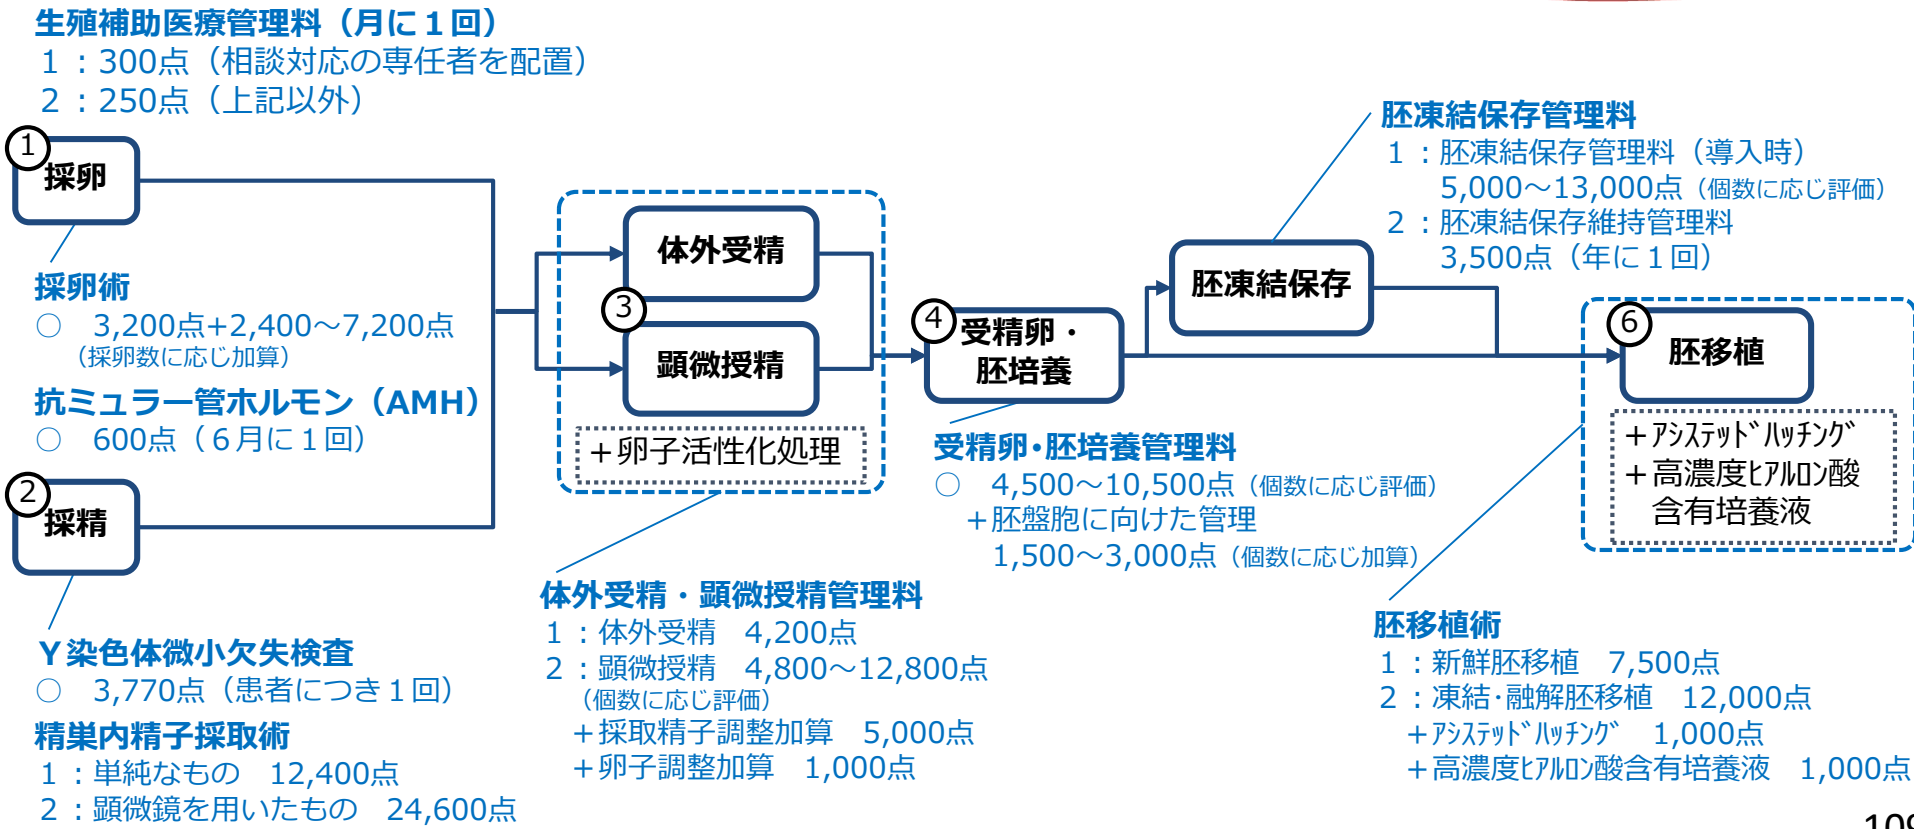 生殖補助医療管理料（月に１回）
１：300点（相談対応の専任者を配置）
２：250点（上記以外）
1
採卵
採卵術
○　3,200点+2,400～7,200点
（採卵数に応じ加算）
抗ミュラー管ホルモン（AMH）
○　600点（６月に１回）
2
採精
Ｙ染色体微小欠失検査
○　3,770点（患者につき１回）
精巣内精子採取術
１：単純なもの　12,400点
２：顕微鏡を用いたもの　24,600点
体外受精
3
顕微授精
＋卵子活性化処理
体外受精・顕微授精管理料
１：体外受精　4,200点
２：顕微授精　4,800～12,800点
（個数に応じ評価）
＋採取精子調整加算　5,000点
＋卵子調整加算　1,000点
4
受精卵・
胚培養
受精卵・胚培養管理料
○　4,500～10,500点（個数に応じ評価）
＋胚盤胞に向けた管理
1,500～3,000点（個数に応じ加算）
胚凍結保存管理料
１：胚凍結保存管理料（導入時）
5,000～13,000点（個数に応じ評価）
２：胚凍結保存維持管理料
3,500点（年に１回）
胚凍結保存
6
胚移植
＋ｱｼｽﾃｯﾄﾞﾊｯﾁﾝｸﾞ
＋高濃度ﾋｱﾙﾛﾝ酸
含有培養液
胚移植術
１：新鮮胚移植　7,500点
２：凍結･融解胚移植　12,000点
＋ｱｼｽﾃｯﾄﾞﾊｯﾁﾝｸﾞ　1,000点
＋高濃度ﾋｱﾙﾛﾝ酸含有培養液　1,000点
109